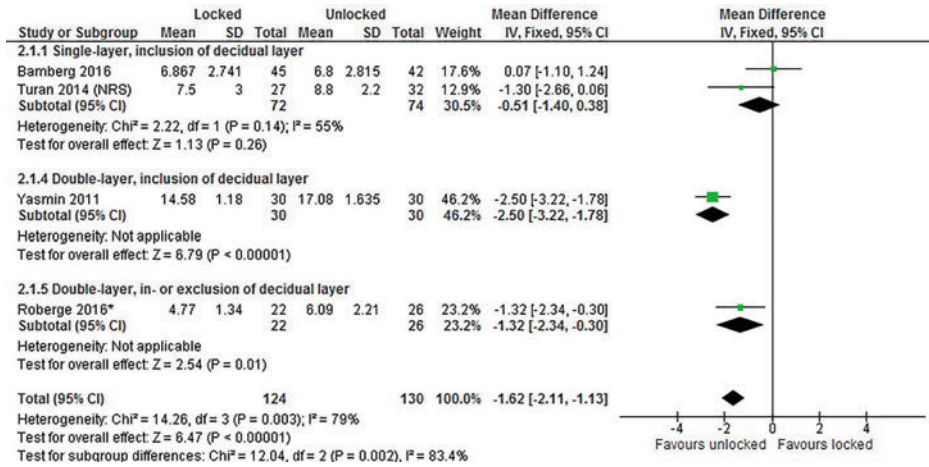 Locked Unlocked Mean Difference Mean Difference
Study or Subgroup Mean SD Total Mean SD Total Weight IV, Fixed, 95% CI IV, Fixed, 95% CI
2.1.1 Single-layer, inclusion of decidual layer
Bamberg 2016 6.867 2.741 45 6.8 2.815 42 17.6% 0.07 [-1.10, 1.24]
Turan 2014 (NRS) 7.5 3 27 8.8 2.2 32 12.9% -1.30 [-2.66, 0.06]
Subtotal (95% CI) 72 74 30.5% -0.51 [-1.40, 0.38]
Heterogeneity: Chi² = 2.22, df = 1 (P = 0.14); I² = 55%
Test for overall effect: Z = 1.13 (P = 0.26)
2.1.4 Double-layer, inclusion of decidual layer
Yasmin 2011 14.58 1.18 30 17.08 1.635 30 46.2% -2.50 [-3.22, -1.78]
Subtotal (95% CI) 30 30 46.2% -2.50 [-3.22, -1.78]
Heterogeneity: Not applicable
Test for overall effect: Z = 6.79 (P < 0.00001)
2.1.5 Double-layer, in- or exclusion of decidual layer
Roberge 2016* 4.77 1.34 22 6.09 2.21 26 23.2% -1.32 [-2.34, -0.30]
Subtotal (95% CI) 22 26 23.2% -1.32 [-2.34, -0.30]
Heterogeneity: Not applicable
Test for overall effect: Z = 2.54 (P = 0.01)
Total (95% CI) 124 130 100.0% -1.62 [-2.11, -1.13]
Heterogeneity: Chi² = 14.26, df = 3 (P = 0.003); I² = 79%
Test for overall effect: Z = 6.47 (P < 0.00001)
Test for subgroup differences: Chi² = 12.04, df = 2 (P = 0.002), I² = 83.4%
-4 -2 0 2 4
Favours unlocked Favours locked